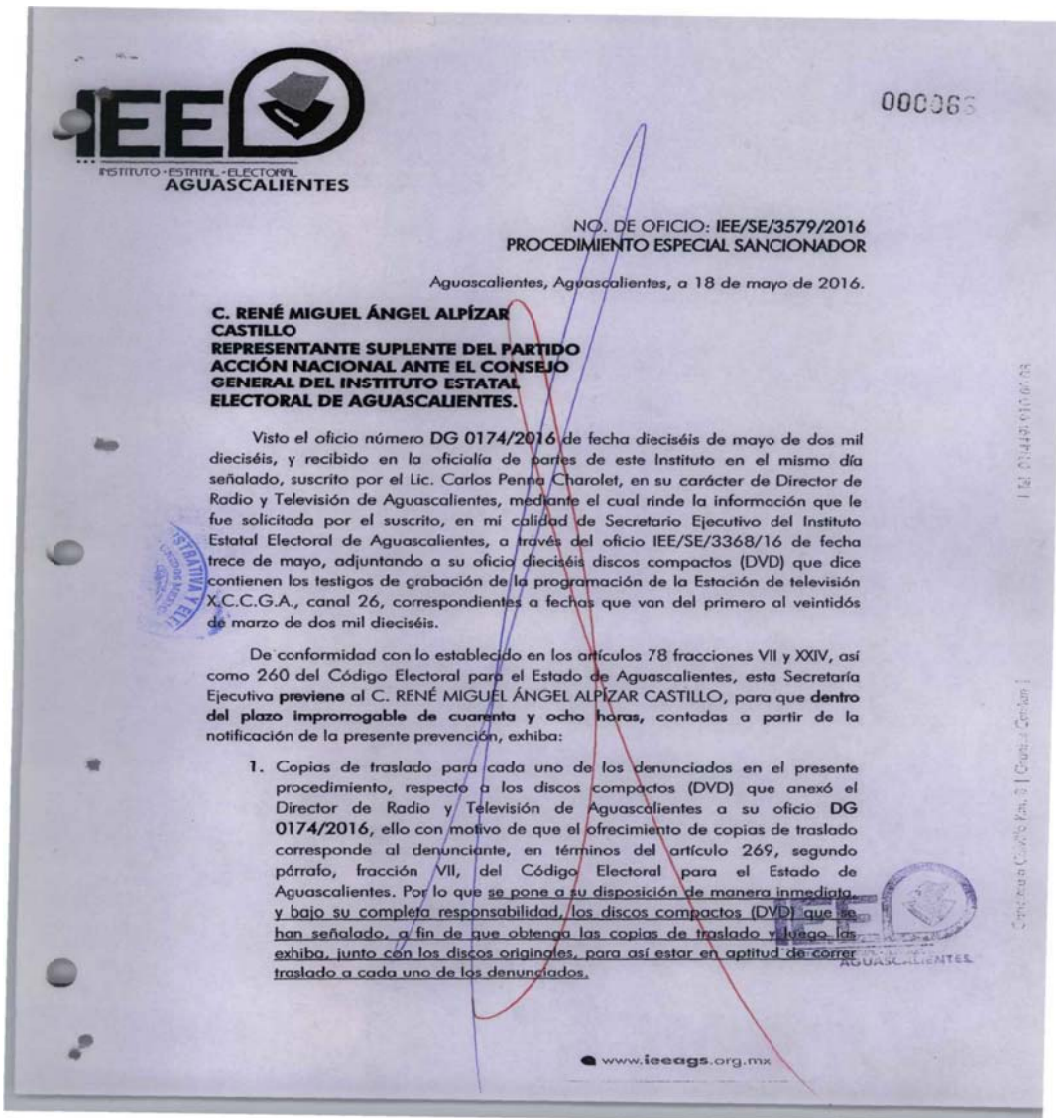 IEE
INSTITUTO·ESTATAL·ELECTORAL
AGUASCALIENTES
NO. DE OFICIO: IEE/SE/3579/2016
PROCEDIMIENTO ESPECIAL SANCIONADOR
Aguascalientes, Aguascalientes, a 18 de mayo de 2016.
C. RENÉ MIGUEL ÁNGEL ALPÍZAR
CASTILLO
REPRESENTANTE SUPLENTE DEL PARTIDO
ACCIÓN NACIONAL ANTE EL CONSEJO
GENERAL DEL INSTITUTO ESTATAL
ELECTORAL DE AGUASCALIENTES.
Visto el oficio número DG 0174/2016 de fecha dieciséis de mayo de dos mil
dieciséis, y recibido en la oficialía de partes de este Instituto en el mismo día
señalado, suscrito por el Lic. Carlos Penna Charolet, en su carácter de Director de
Radio y Televisión de Aguascalientes, mediante el cual rinde la información que le
fue solicitada por el suscrito, en mi calidad de Secretario Ejecutivo del Instituto
Estatal Electoral de Aguascalientes, a través del oficio IEE/SE/3368/16 de fecha
trece de mayo, adjuntando a su oficio dieciséis discos compactos (DVD) que dice
contienen los testigos de grabación de la programación de la Estación de televisión
X.C.C.G.A., canal 26, correspondientes a fechas que van del primero al veintidós
de marzo de dos mil dieciséis.
De conformidad con lo establecido en los artículos 78 fracciones VII y XXIV, así
como 260 del Código Electoral para el Estado de Aguascalientes, esta Secretaría
Ejecutiva previene al C. RENÉ MIGUEL ÁNGEL ALPÍZAR CASTILLO, para que dentro
del plazo improrrogable de cuarenta y ocho horas, contadas a partir de la
notificación de la presente prevención, exhiba:
1. Copias de traslado para cada uno de los denunciados en el presente
procedimiento, respecto a los discos compactos (DVD) que anexó el
Director de Radio y Televisión de Aguascalientes a su oficio DG
0174/2016, ello con motivo de que el ofrecimiento de copias de traslado
corresponde al denunciante, en términos del artículo 269, segundo
párrafo, fracción VII, del Código Electoral para el Estado de
Aguascalientes. Por lo que se pone a su disposición de manera inmediata,
y bajo su completa responsabilidad, los discos compactos (DVD) que se
han señalado, a fin de que obtenga las copias de traslado y luego las
exhiba, junto con los discos originales, para así estar en aptitud de correr
traslado a cada uno de los denunciados.
IEE
AGUASCALIENTES
www.ieeags.org.mx